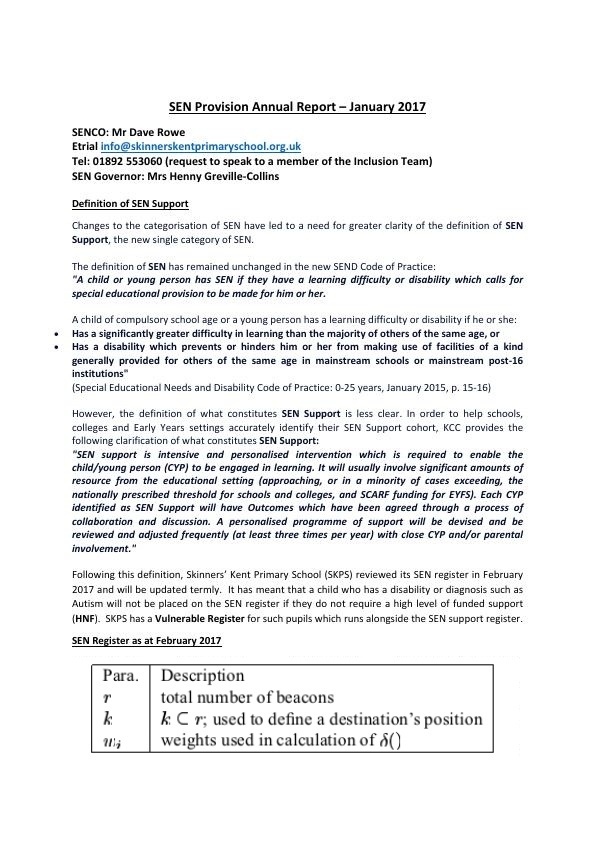 SEN Provision Annual Report – January 2017
SENCO: Mr Dave Rowe
Etrial info@skinnerskentprimaryschool.org.uk
Tel: 01892 553060 (request to speak to a member of the Inclusion Team)
SEN Governor: Mrs Henny Greville-Collins
Definition of SEN Support
Changes to the categorisation of SEN have led to a need for greater clarity of the definition of SEN
Support, the new single category of SEN.
The definition of SEN has remained unchanged in the new SEND Code of Practice:
"A child or young person has SEN if they have a learning difficulty or disability which calls for
special educational provision to be made for him or her.
A child of compulsory school age or a young person has a learning difficulty or disability if he or she:
• Has a significantly greater difficulty in learning than the majority of others of the same age, or
• Has a disability which prevents or hinders him or her from making use of facilities of a kind
generally provided for others of the same age in mainstream schools or mainstream post-16
institutions"
(Special Educational Needs and Disability Code of Practice: 0-25 years, January 2015, p. 15-16)
However, the definition of what constitutes SEN Support is less clear. In order to help schools,
colleges and Early Years settings accurately identify their SEN Support cohort, KCC provides the
following clarification of what constitutes SEN Support:
"SEN support is intensive and personalised intervention which is required to enable the
child/young person (CYP) to be engaged in learning. It will usually involve significant amounts of
resource from the educational setting (approaching, or in a minority of cases exceeding, the
nationally prescribed threshold for schools and colleges, and SCARF funding for EYFS). Each CYP
identified as SEN Support will have Outcomes which have been agreed through a process of
collaboration and discussion. A personalised programme of support will be devised and be
reviewed and adjusted frequently (at least three times per year) with close CYP and/or parental
involvement."
Following this definition, Skinners' Kent Primary School (SKPS) reviewed its SEN register in February
2017 and will be updated termly. It has meant that a child who has a disability or diagnosis such as
Autism will not be placed on the SEN register if they do not require a high level of funded support
(HNF). SKPS has a Vulnerable Register for such pupils which runs alongside the SEN support register.
SEN Register as at February 2017
Para. Description
r total number of beacons
k k ⊂ r; used to define a destination's position
w_i weights used in calculation of δ()